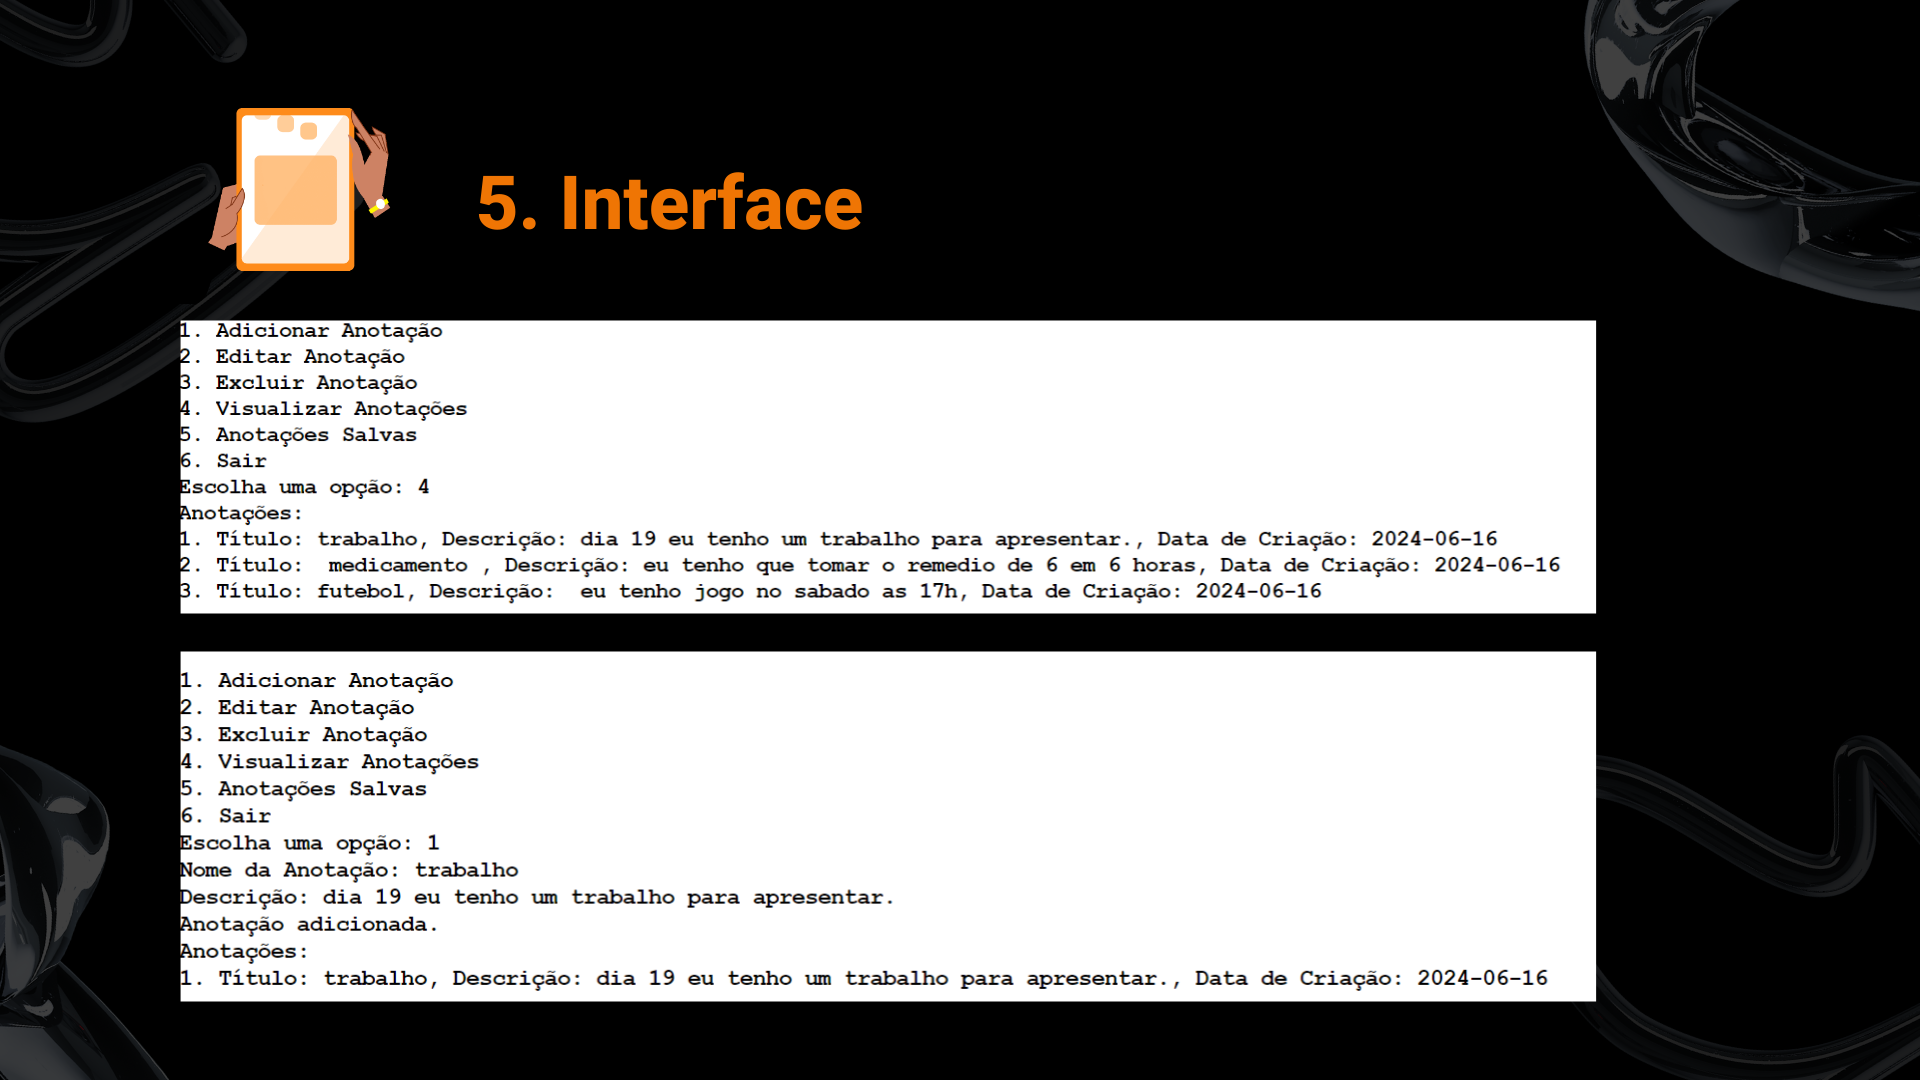 5. Interface
1. Adicionar Anotação
2. Editar Anotação
3. Excluir Anotação
4. Visualizar Anotações
5. Anotações Salvas
6. Sair
Escolha uma opção: 4
Anotações:
1. Título: trabalho, Descrição: dia 19 eu tenho um trabalho para apresentar., Data de Criação: 2024-06-16
2. Título:  medicamento , Descrição: eu tenho que tomar o remedio de 6 em 6 horas, Data de Criação: 2024-06-16
3. Título: futebol, Descrição:  eu tenho jogo no sabado as 17h, Data de Criação: 2024-06-16
1. Adicionar Anotação
2. Editar Anotação
3. Excluir Anotação
4. Visualizar Anotações
5. Anotações Salvas
6. Sair
Escolha uma opção: 1
Nome da Anotação: trabalho
Descrição: dia 19 eu tenho um trabalho para apresentar.
Anotação adicionada.
Anotações:
1. Título: trabalho, Descrição: dia 19 eu tenho um trabalho para apresentar., Data de Criação: 2024-06-16